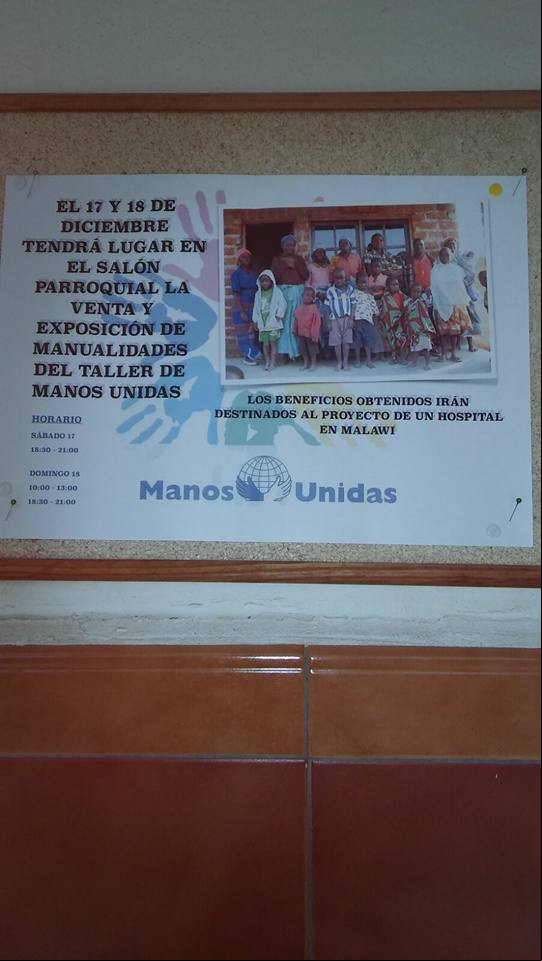 EL 17 Y 18 DE
DICIEMBRE
TENDRÁ LUGAR EN
EL SALÓN
PARROQUIAL LA
VENTA Y
EXPOSICIÓN DE
MANUALIDADES
DEL TALLER DE
MANOS UNIDAS
HORARIO
SÁBADO 17
18:30 - 21:00
DOMINGO 18
10:00 - 13:00
18:30 - 21:00
LOS BENEFICIOS OBTENIDOS IRÁN
DESTINADOS AL PROYECTO DE UN HOSPITAL
EN MALAWI
Manos Unidas